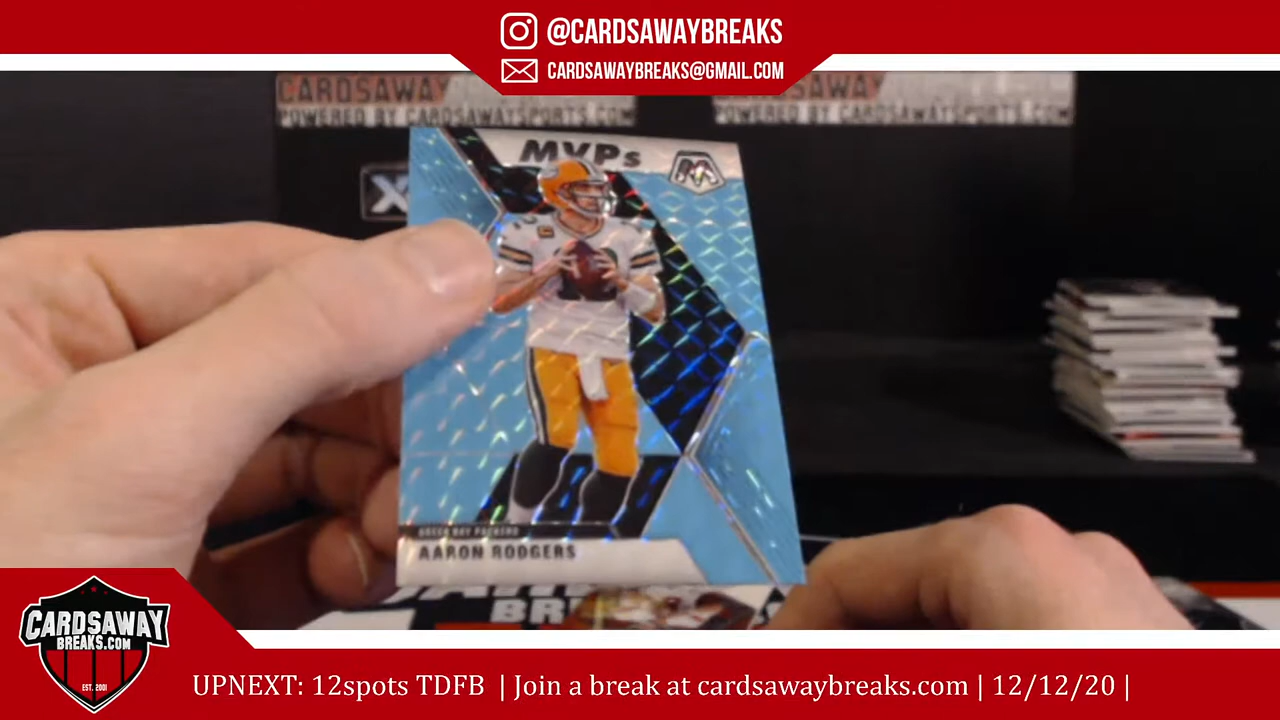 @CARDSAWAYBREAKS
CARDSAWAYBREAKS@GMAIL.COM
CARDSAWAY
POWERED BY CARDSAWAYSPORTS.COM
CARDSAWAY
POWERED BY CARDSAWAYSPORTS.COM
X
MVPs
M
GREEN BAY PACKERS
AARON RODGERS
CARDSAWAY
BREAKS.COM
EST. 2001
UPNEXT: 12spots TDFB | Join a break at cardsawaybreaks.com | 12/12/20 |